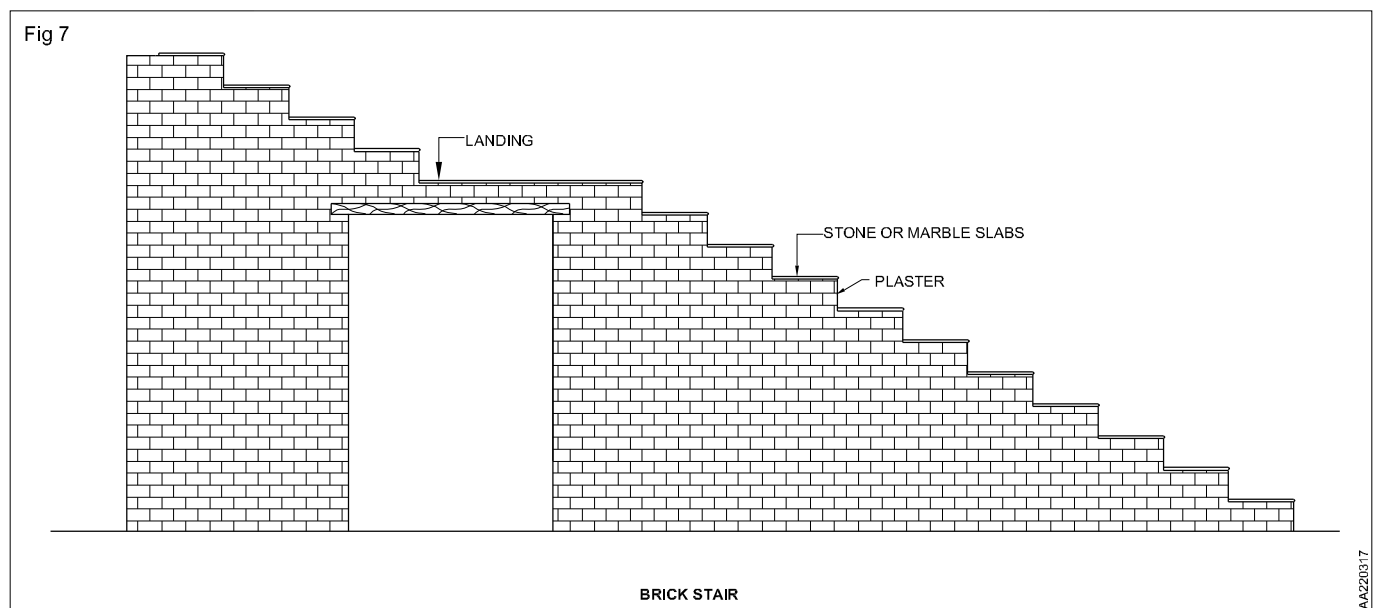 Fig 7
LANDING
STONE OR MARBLE SLABS
PLASTER
BRICK STAIR
AA220317